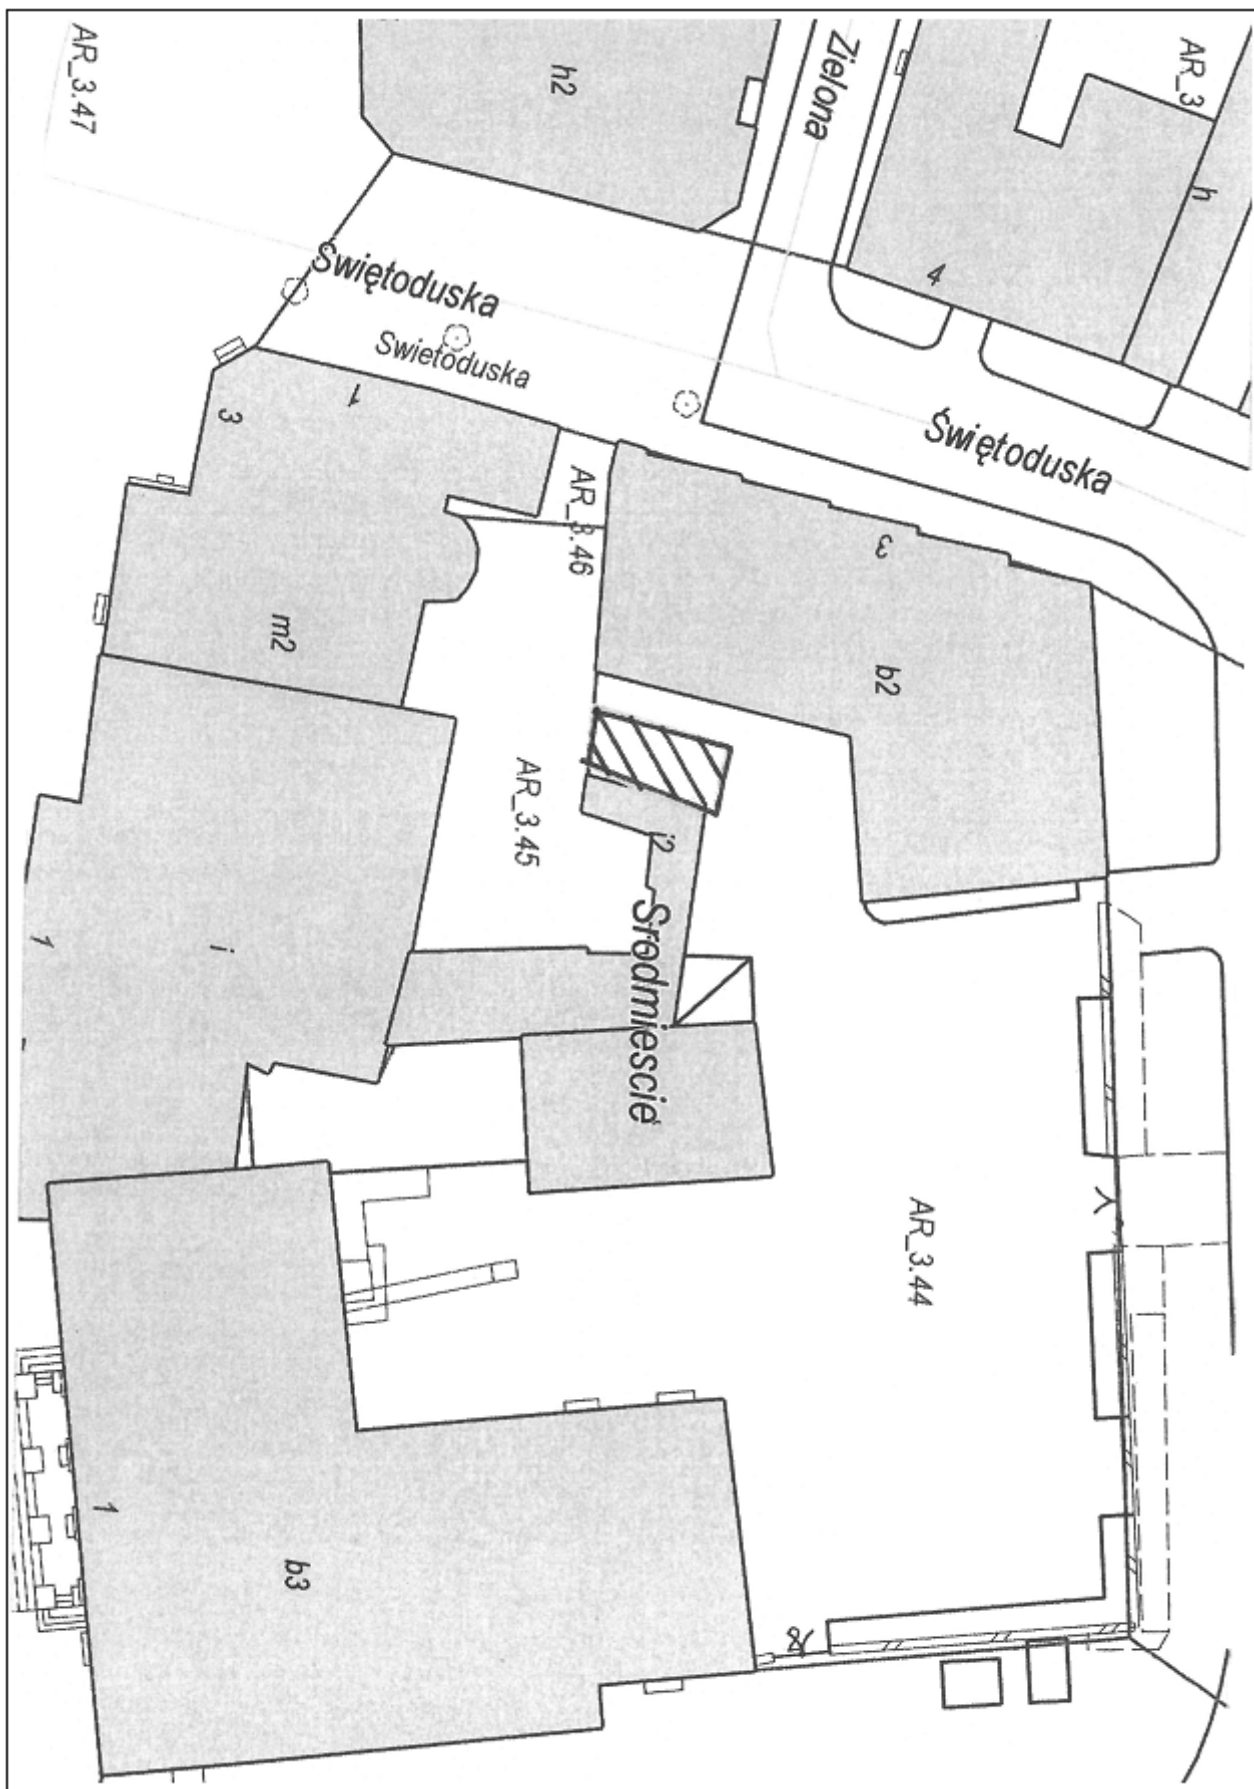 AR_3.47
h2
Zielona
AR_3
h
4
Świętoduska
Swietoduska
Świętoduska
1
3
AR_3.46
3
m2
b2
AR_3.45
i2
Srodmiescie
1
i
AR_3.44
1
b3